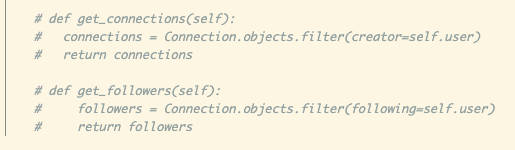 # def get_connections(self):
#   connections = Connection.objects.filter(creator=self.user)
#   return connections

# def get_followers(self):
#     followers = Connection.objects.filter(following=self.user)
#     return followers